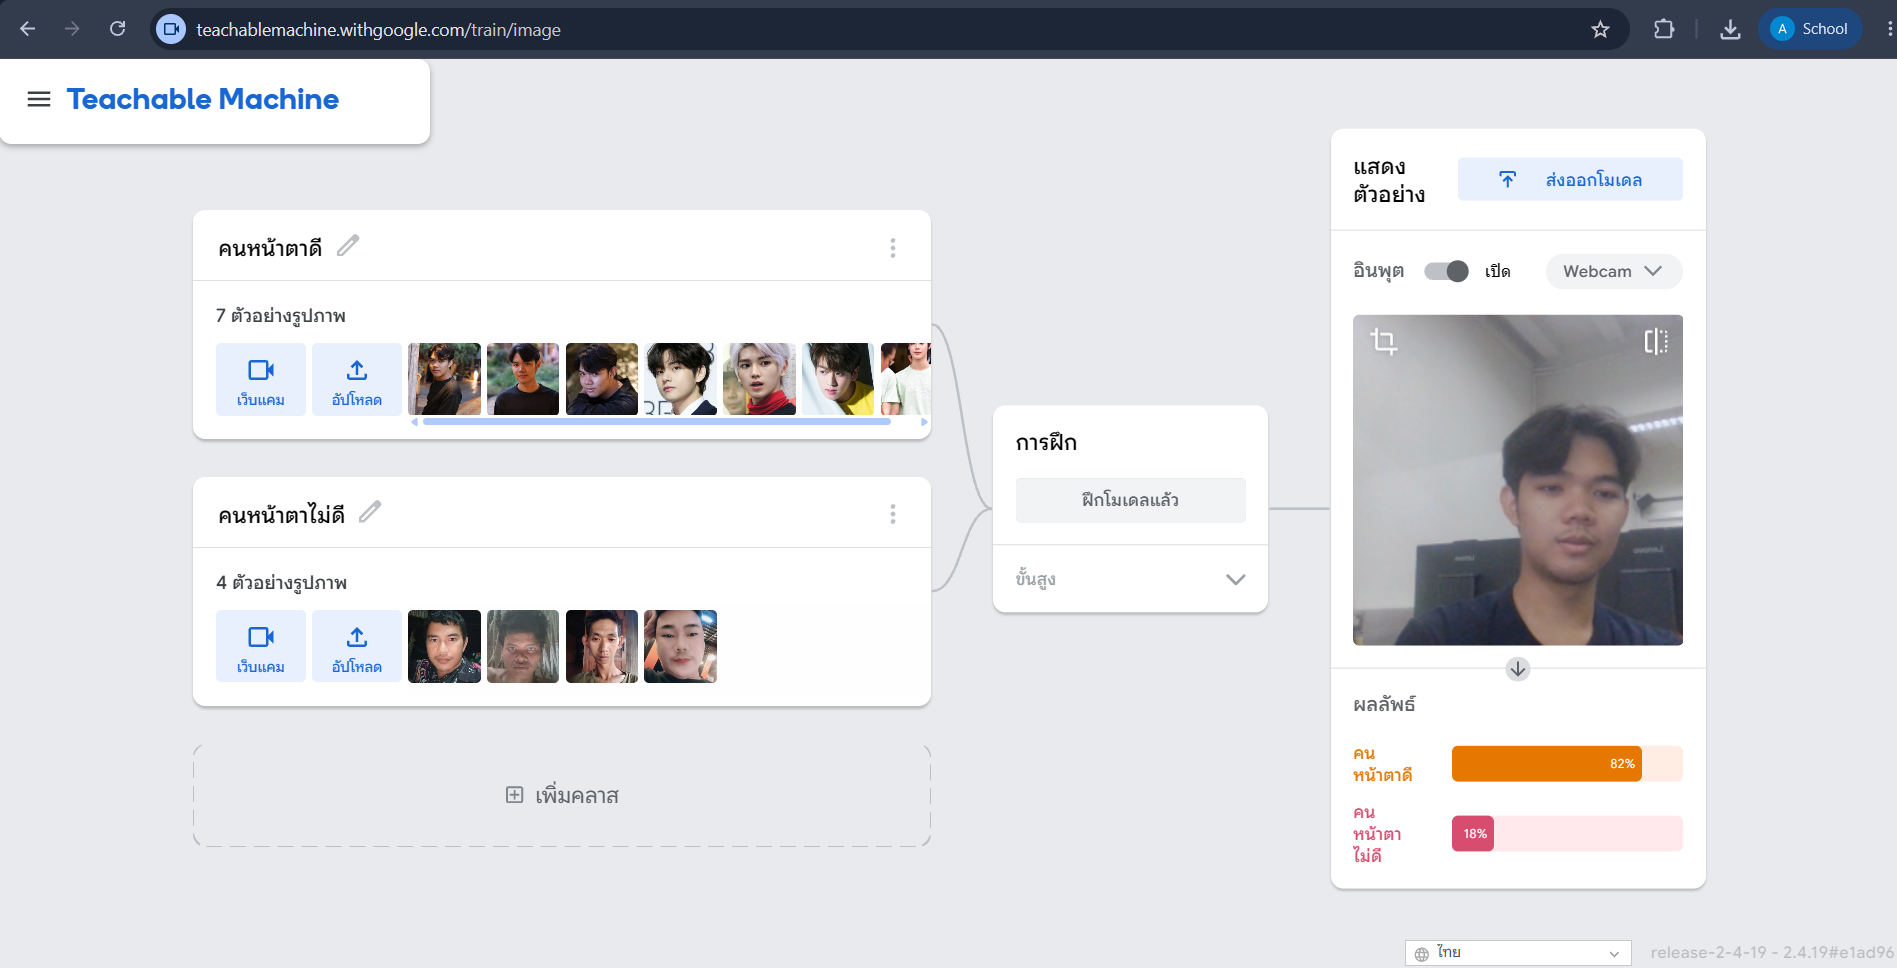 teachablemachine.withgoogle.com/train/image
A School
Teachable Machine
คนหน้าตาดี
7 ตัวอย่างรูปภาพ
เว็บแคม
อัปโหลด
คนหน้าตาไม่ดี
4 ตัวอย่างรูปภาพ
เว็บแคม
อัปโหลด
เพิ่มคลาส
การฝึก
ฝึกโมเดลแล้ว
ขั้นสูง
แสดง
ตัวอย่าง
ส่งออกโมเดล
อินพุต เปิด Webcam
ผลลัพธ์
คน
หน้าตาดี
82%
คน
หน้าตา
ไม่ดี
18%
ไทย
release-2-4-19 - 2.4.19#e1ad96